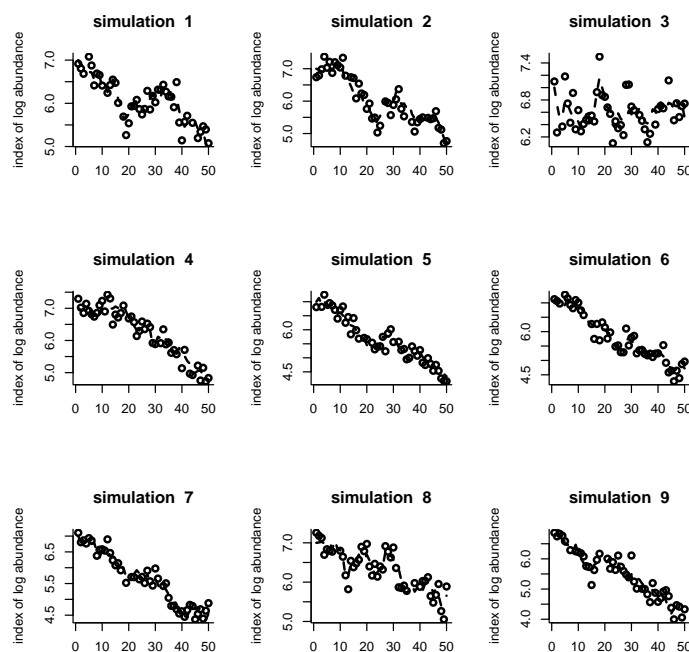 simulation 1
index of log abundance
5.0 6.0 7.0
0 10 20 30 40 50
simulation 2
index of log abundance
5.0 6.0 7.0
0 10 20 30 40 50
simulation 3
index of log abundance
6.2 6.8 7.4
0 10 20 30 40 50
simulation 4
index of log abundance
5.0 6.0 7.0
0 10 20 30 40 50
simulation 5
index of log abundance
4.5 6.0
0 10 20 30 40 50
simulation 6
index of log abundance
4.5 6.0
0 10 20 30 40 50
simulation 7
index of log abundance
4.5 5.5 6.5
0 10 20 30 40 50
simulation 8
index of log abundance
5.0 6.0 7.0
0 10 20 30 40 50
simulation 9
index of log abundance
4.0 5.0 6.0
0 10 20 30 40 50